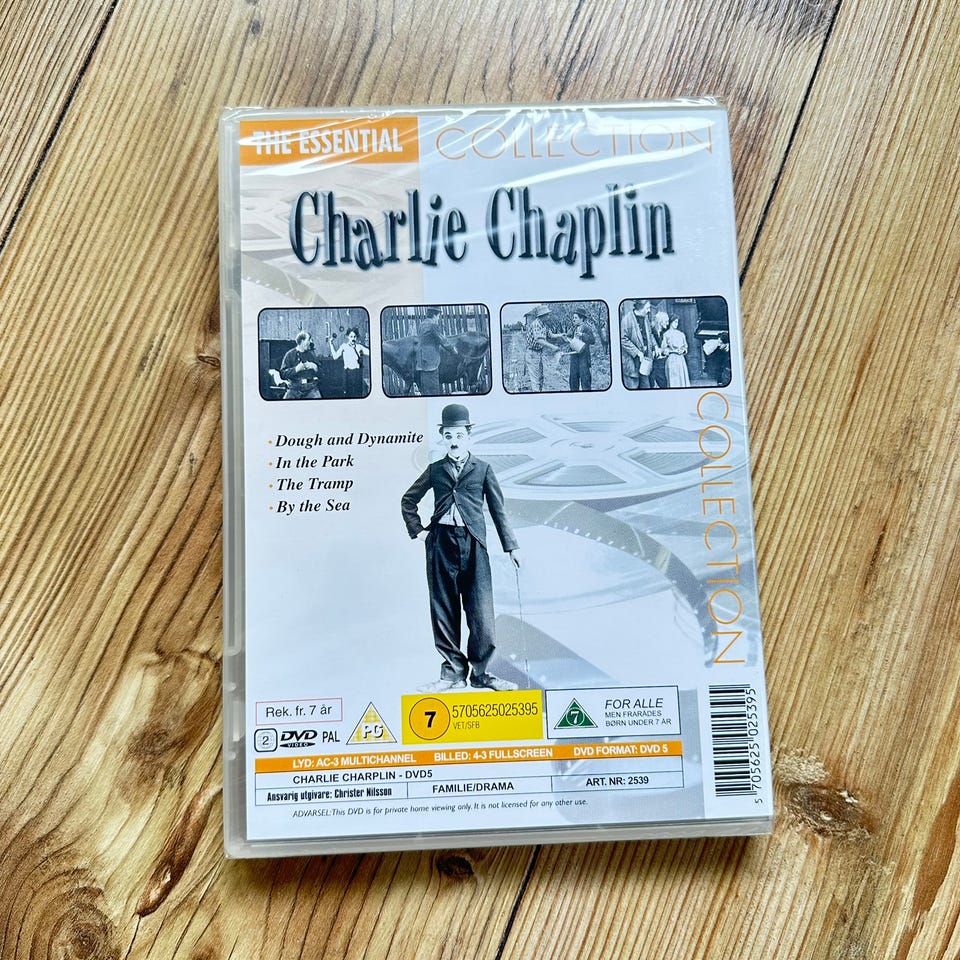 THE ESSENTIAL COLLECTION
Charlie Chaplin
· Dough and Dynamite
· In the Park
· The Tramp
· By the Sea
COLLECTION
Rek. fr. 7 år
2 DVD VIDEO PAL
PG
7
5705625025395
VET/SFB
7
FOR ALLE
MEN FRARÅDES
BØRN UNDER 7 ÅR
LYD: AC-3 MULTICHANNEL BILLED: 4-3 FULLSCREEN DVD FORMAT: DVD 5
CHARLIE CHARPLIN - DVD5
Ansvarig utgivare: Christer Nilsson
FAMILIE/DRAMA
ART. NR: 2539
ADVARSEL: This DVD is for private home viewing only. It is not licensed for any other use.
5 705625 025395